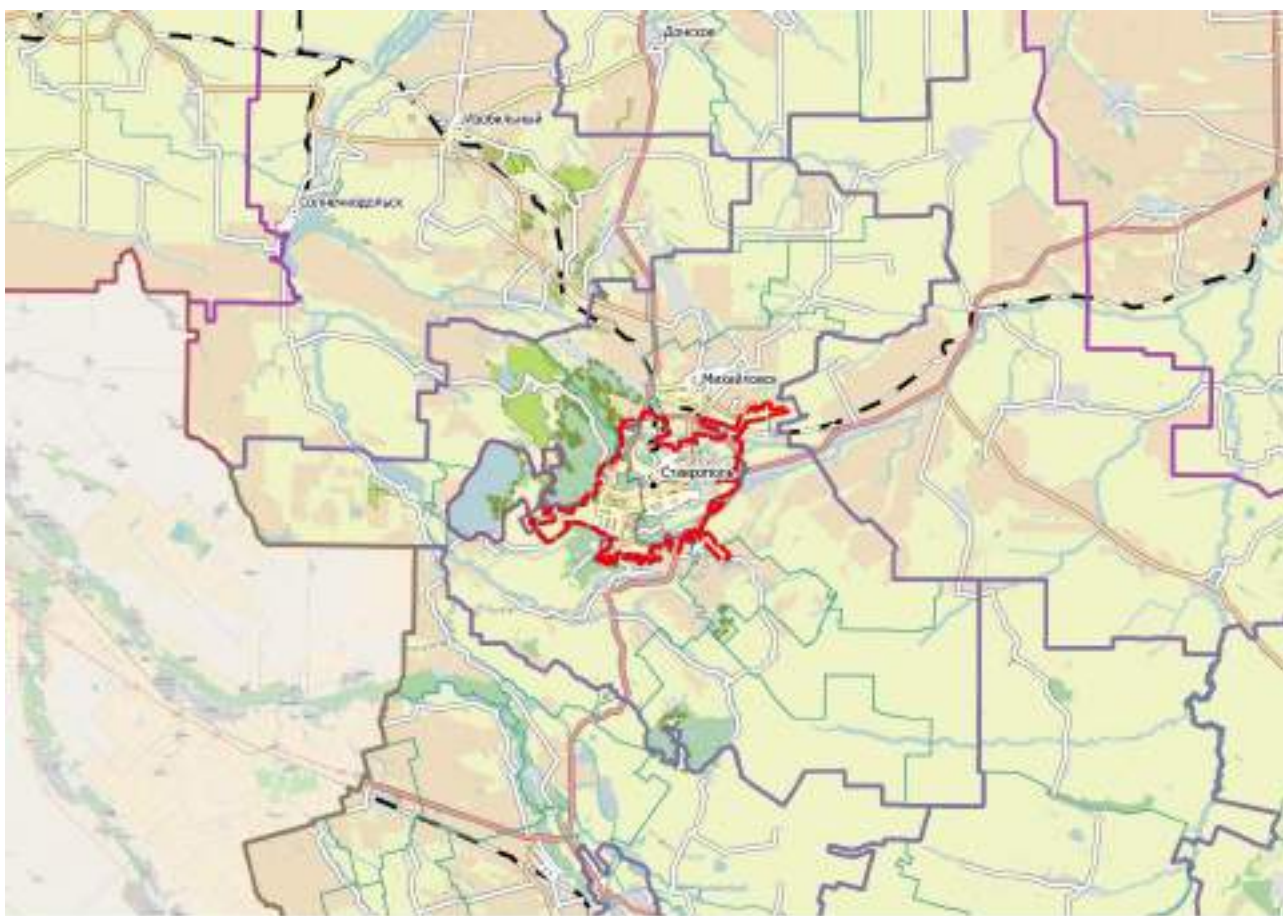 Донское
Изобильный
Солнечнодольск
Михайловск
Ставрополь